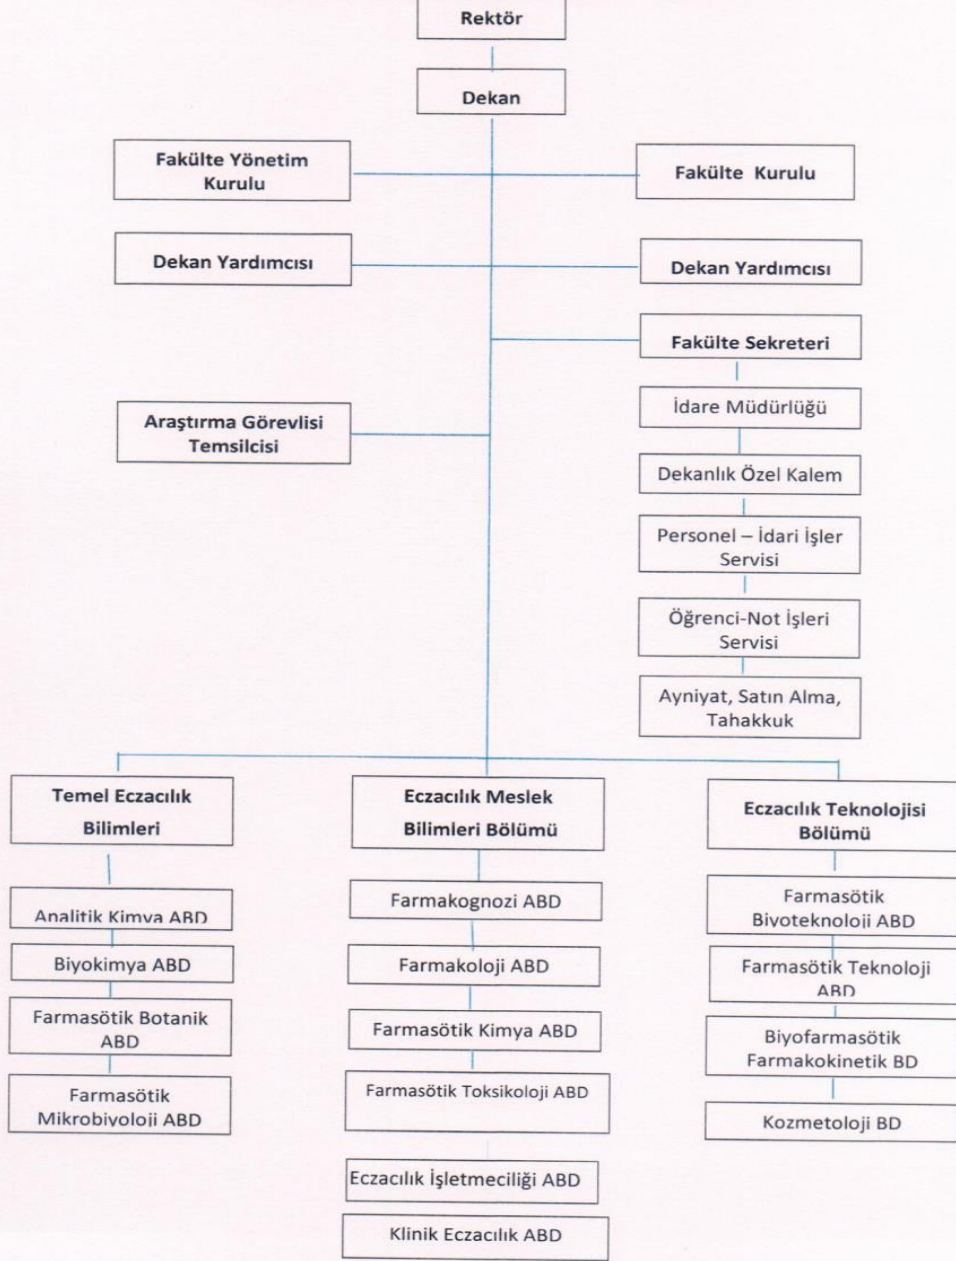 Rektör
Dekan
Fakülte Yönetim
Kurulu
Fakülte Kurulu
Dekan Yardımcısı
Dekan Yardımcısı
Fakülte Sekreteri
İdare Müdürlüğü
Araştırma Görevlisi
Temsilcisi
Dekanlık Özel Kalem
Personel – İdari İşler
Servisi
Öğrenci-Not İşleri
Servisi
Ayniyat, Satın Alma,
Tahakkuk
Temel Eczacılık
Bilimleri
Analitik Kimya ABD
Biyokimya ABD
Farmasötik Botanik
ABD
Farmasötik
Mikrobiyoloji ABD
Eczacılık Meslek
Bilimleri Bölümü
Farmakognozi ABD
Farmakoloji ABD
Farmasötik Kimya ABD
Farmasötik Toksikoloji ABD
Eczacılık İşletmeciliği ABD
Klinik Eczacılık ABD
Eczacılık Teknolojisi
Bölümü
Farmasötik
Biyoteknoloji ABD
Farmasötik Teknoloji
ABD
Biyofarmasötik
Farmakokinetik BD
Kozmetoloji BD